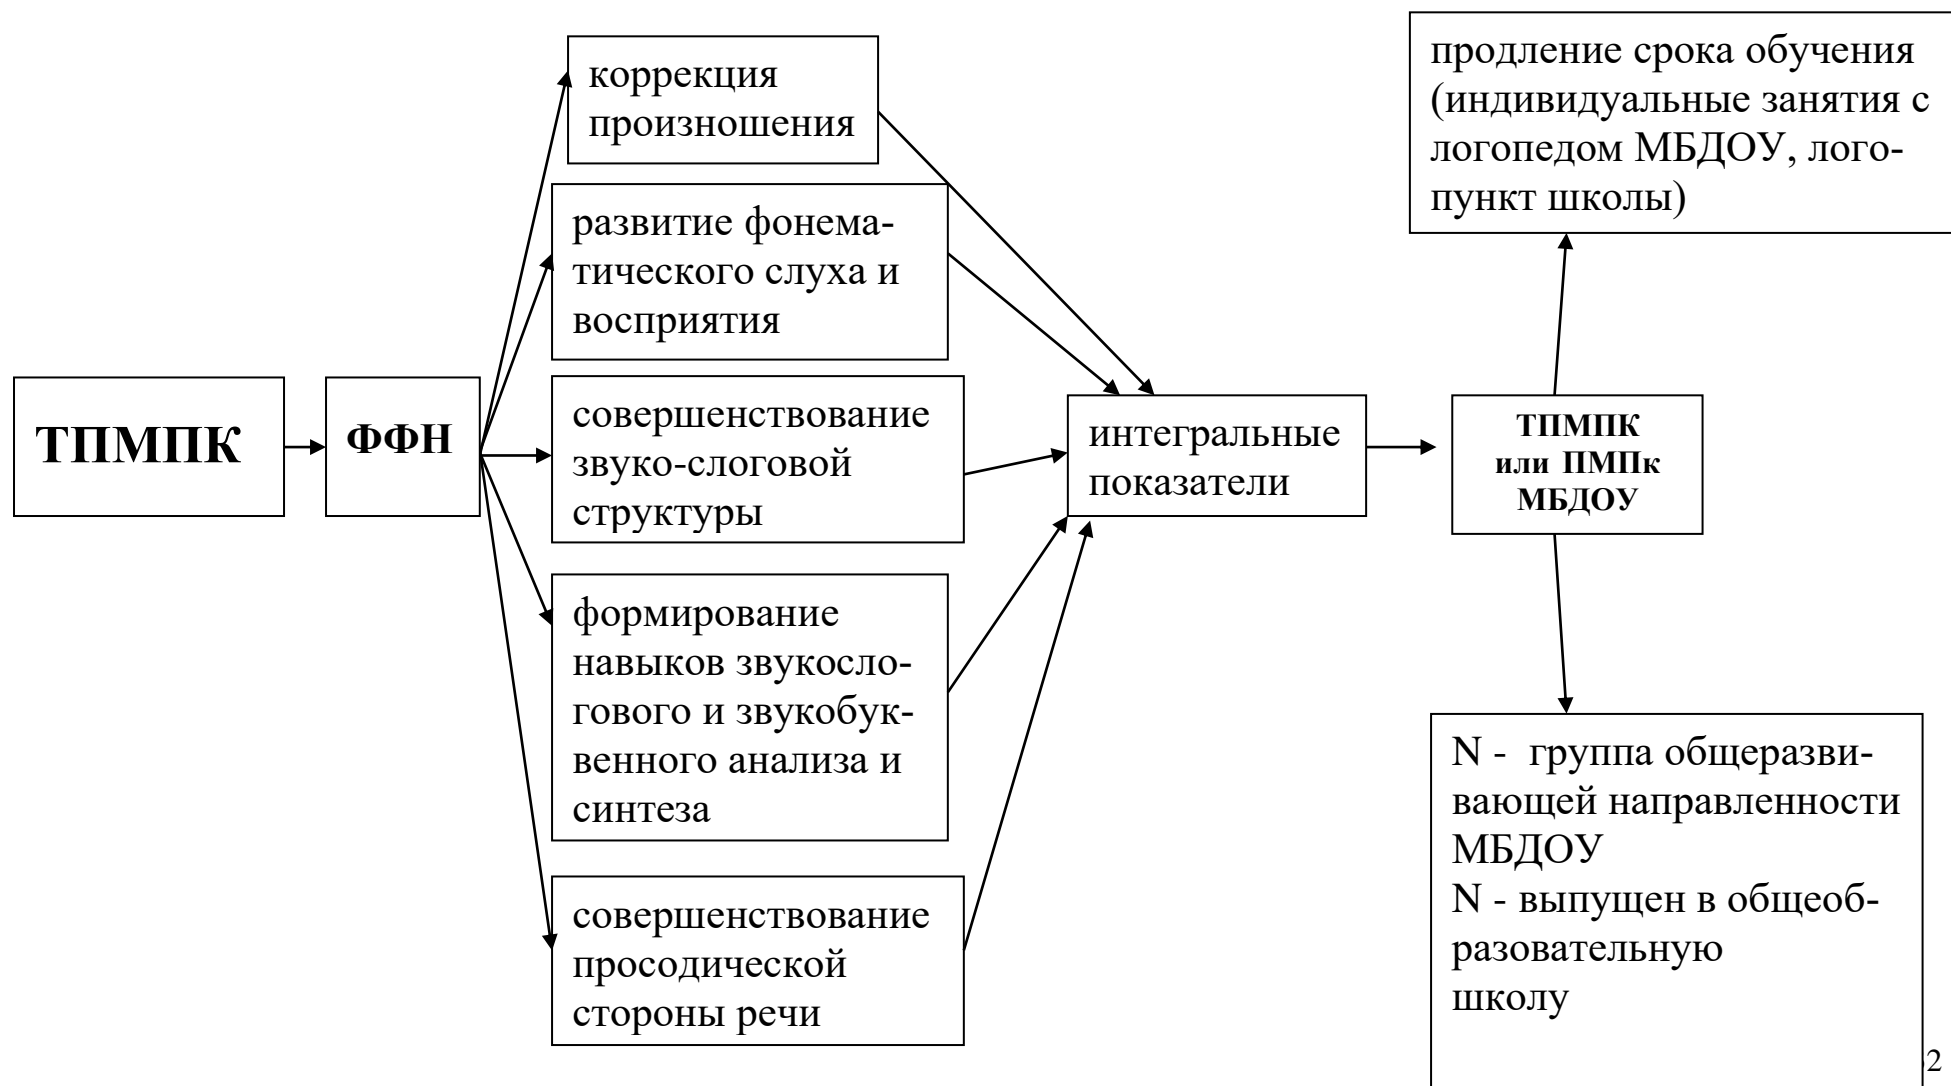 ТПМПК
ФФН
коррекция
произношения
развитие фонема-
тического слуха и
восприятия
совершенствование
звуко-слоговой
структуры
формирование
навыков звукосло-
гового и звукобук-
венного анализа и
синтеза
совершенствование
просодической
стороны речи
интегральные
показатели
ТПМПК
или ПМПк
МБДОУ
продление срока обучения
(индивидуальные занятия с
логопедом МБДОУ, лого-
пункт школы)
N - группа общеразви-
вающей направленности
МБДОУ
N - выпущен в общеоб-
разовательную
школу